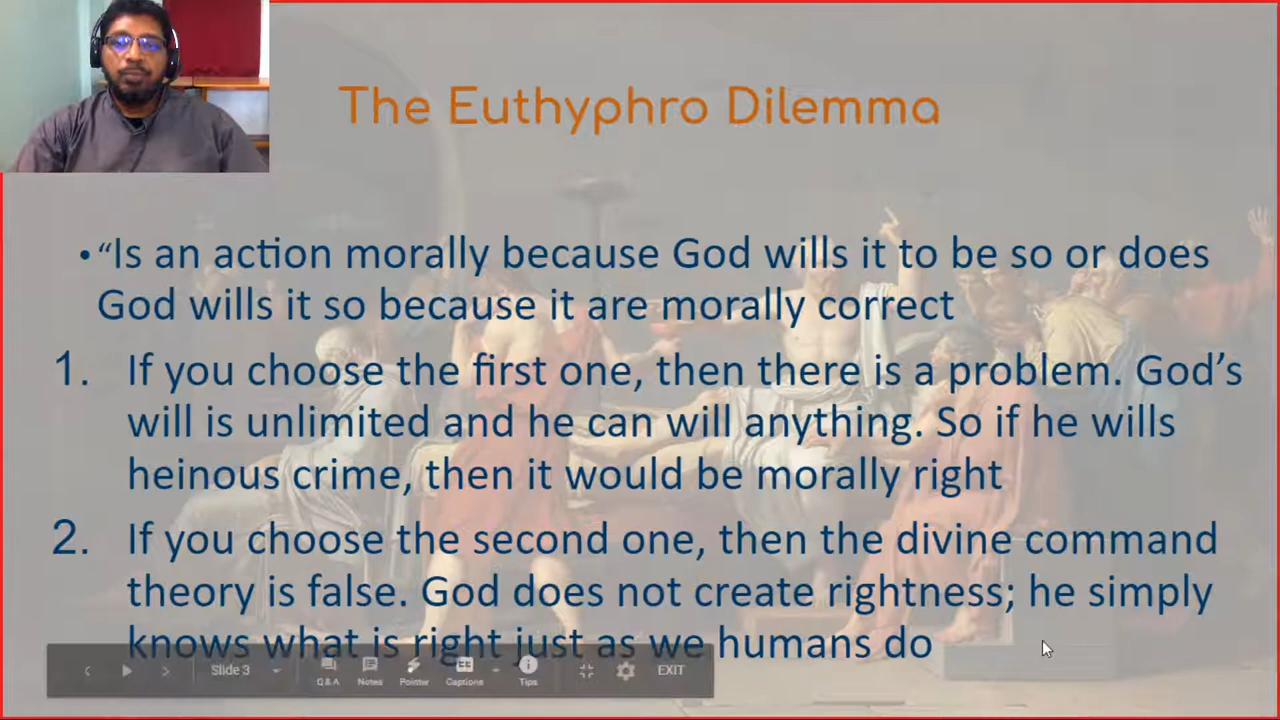 The Euthyphro Dilemma
• “Is an action morally because God wills it to be so or does
God wills it so because it are morally correct
1. If you choose the first one, then there is a problem. God’s
will is unlimited and he can will anything. So if he wills
heinous crime, then it would be morally right
2. If you choose the second one, then the divine command
theory is false. God does not create rightness; he simply
knows what is right just as we humans do
Slide 3 Q&A Notes Pointer Captions Tips EXIT